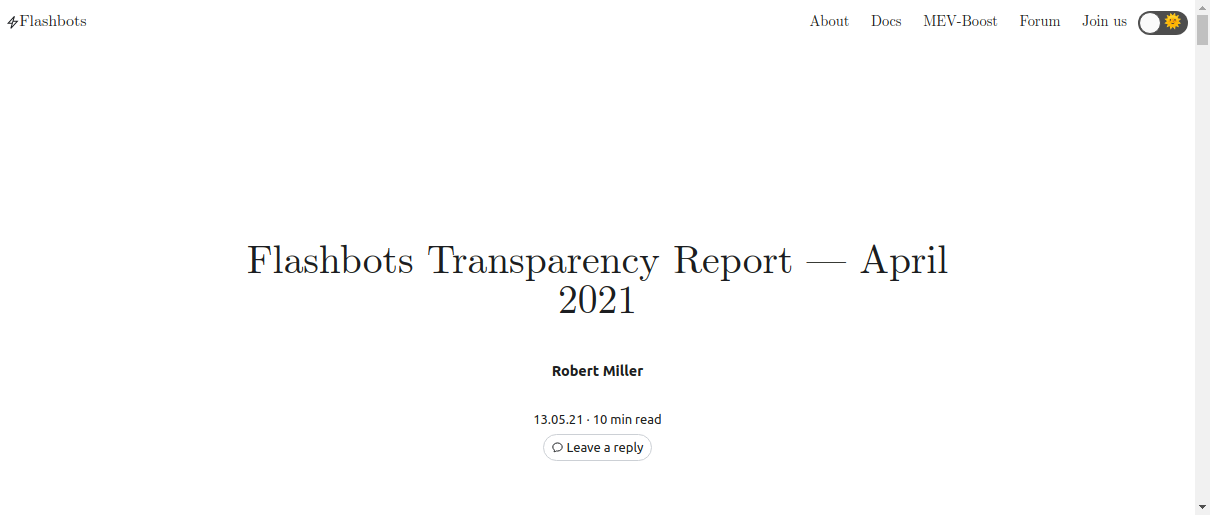 Flashbots
About Docs MEV-Boost Forum Join us
Flashbots Transparency Report — April
2021
Robert Miller
13.05.21 · 10 min read
Leave a reply